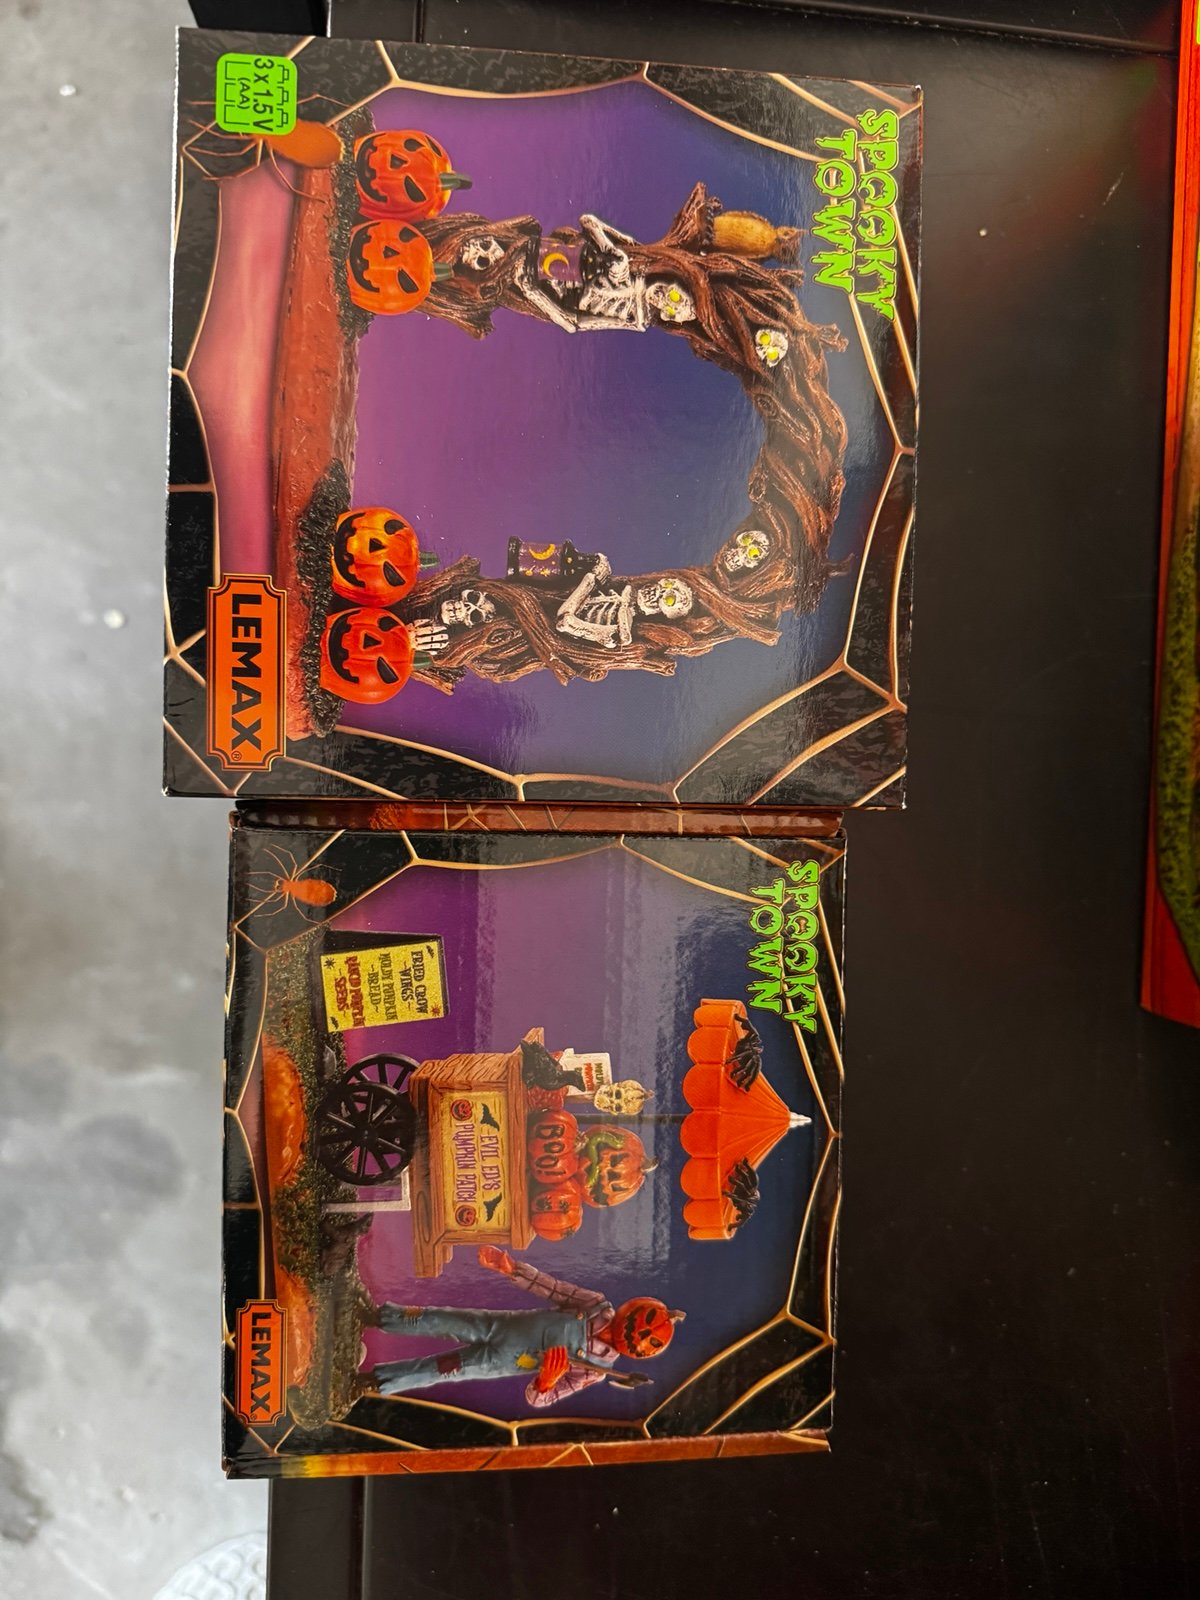 SPOOKY
TOWN
3 x 1.5V
(AA)
LEMAX®
SPOOKY
TOWN
FRIED CROW
~WINGS~
MOLDY PUMPKIN
~BREAD~
RANCID PUMPKIN
~SEEDS~
BOO!
EVIL ED'S
PUMPKIN PATCH
LEMAX®